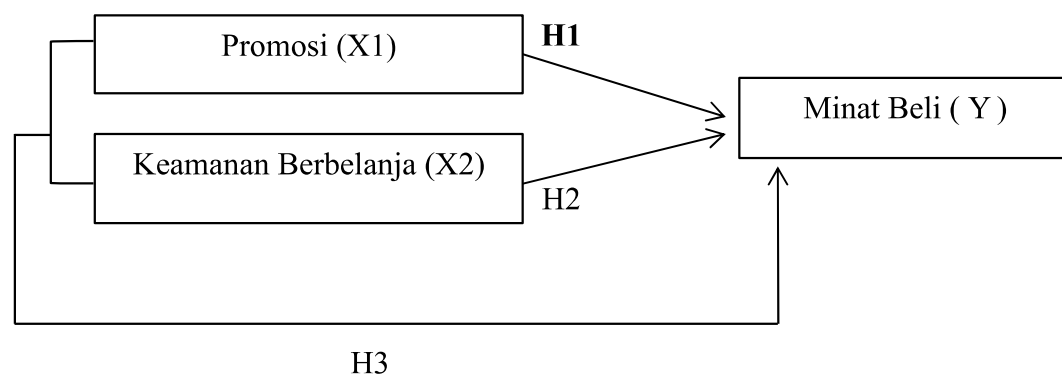 Promosi (X1)
H1
Minat Beli ( Y )
Keamanan Berbelanja (X2)
H2
H3